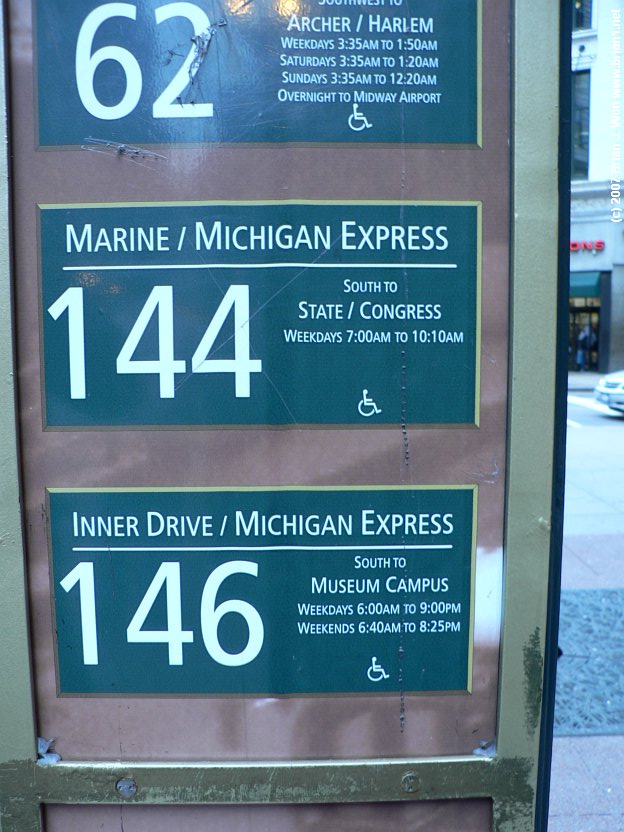 62
SOUTHWEST TO
ARCHER / HARLEM
WEEKDAYS 3:35AM TO 1:50AM
SATURDAYS 3:35AM TO 1:20AM
SUNDAYS 3:35AM TO 12:20AM
OVERNIGHT TO MIDWAY AIRPORT
MARINE / MICHIGAN EXPRESS
144
SOUTH TO
STATE / CONGRESS
WEEKDAYS 7:00AM TO 10:10AM
INNER DRIVE / MICHIGAN EXPRESS
146
SOUTH TO
MUSEUM CAMPUS
WEEKDAYS 6:00AM TO 9:00PM
WEEKENDS 6:40AM TO 8:25PM
(c) 2007